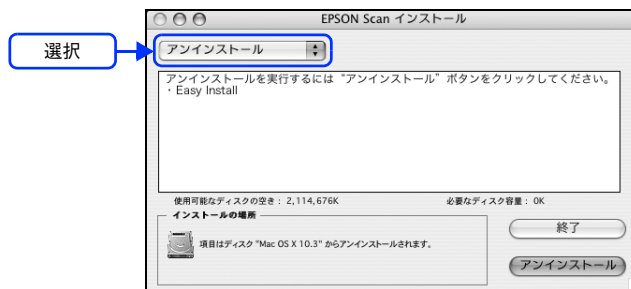 EPSON Scan インストール
選択
アンインストール
アンインストールを実行するには “アンインストール” ボタンをクリックしてください。
・Easy Install
使用可能なディスクの空き： 2,114,676K
必要なディスク容量： 0K
インストールの場所
項目はディスク "Mac OS X 10.3" からアンインストールされます。
終了
アンインストール